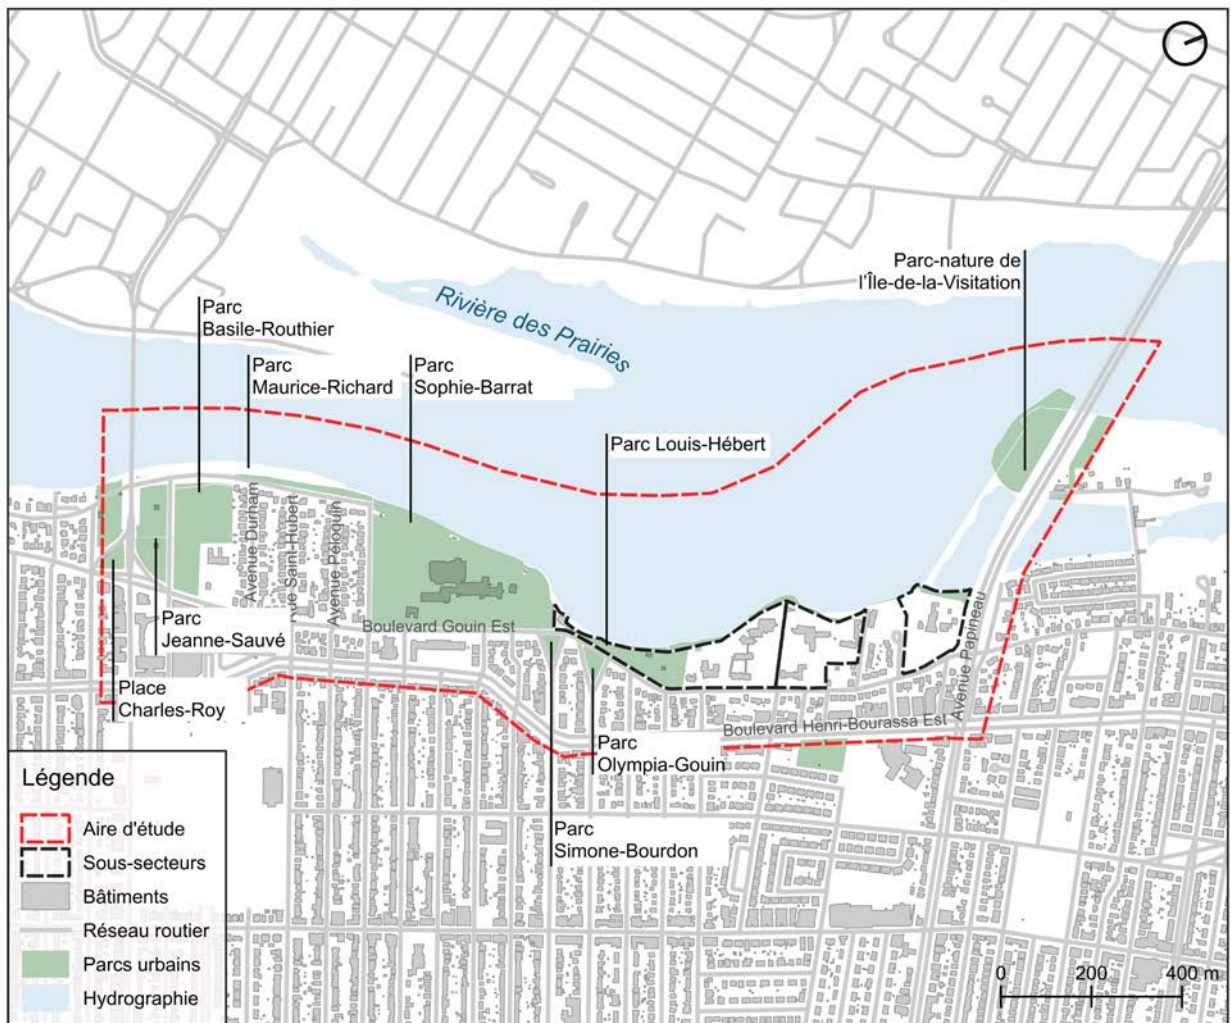 Parc-nature de
l'Île-de-la-Visitation
Rivière des Prairies
Parc
Basile-Routhier
Parc
Maurice-Richard
Parc
Sophie-Barrat
Parc Louis-Hébert
Avenue Durham
Rue Saint-Hubert
Avenue Péloquin
Boulevard Gouin Est
Parc
Jeanne-Sauvé
Avenue Papineau
Place
Charles-Roy
Boulevard Henri-Bourassa Est
Parc
Olympia-Gouin
Parc
Simone-Bourdon
Légende
Aire d'étude
Sous-secteurs
Bâtiments
Réseau routier
Parcs urbains
Hydrographie
0 200 400 m